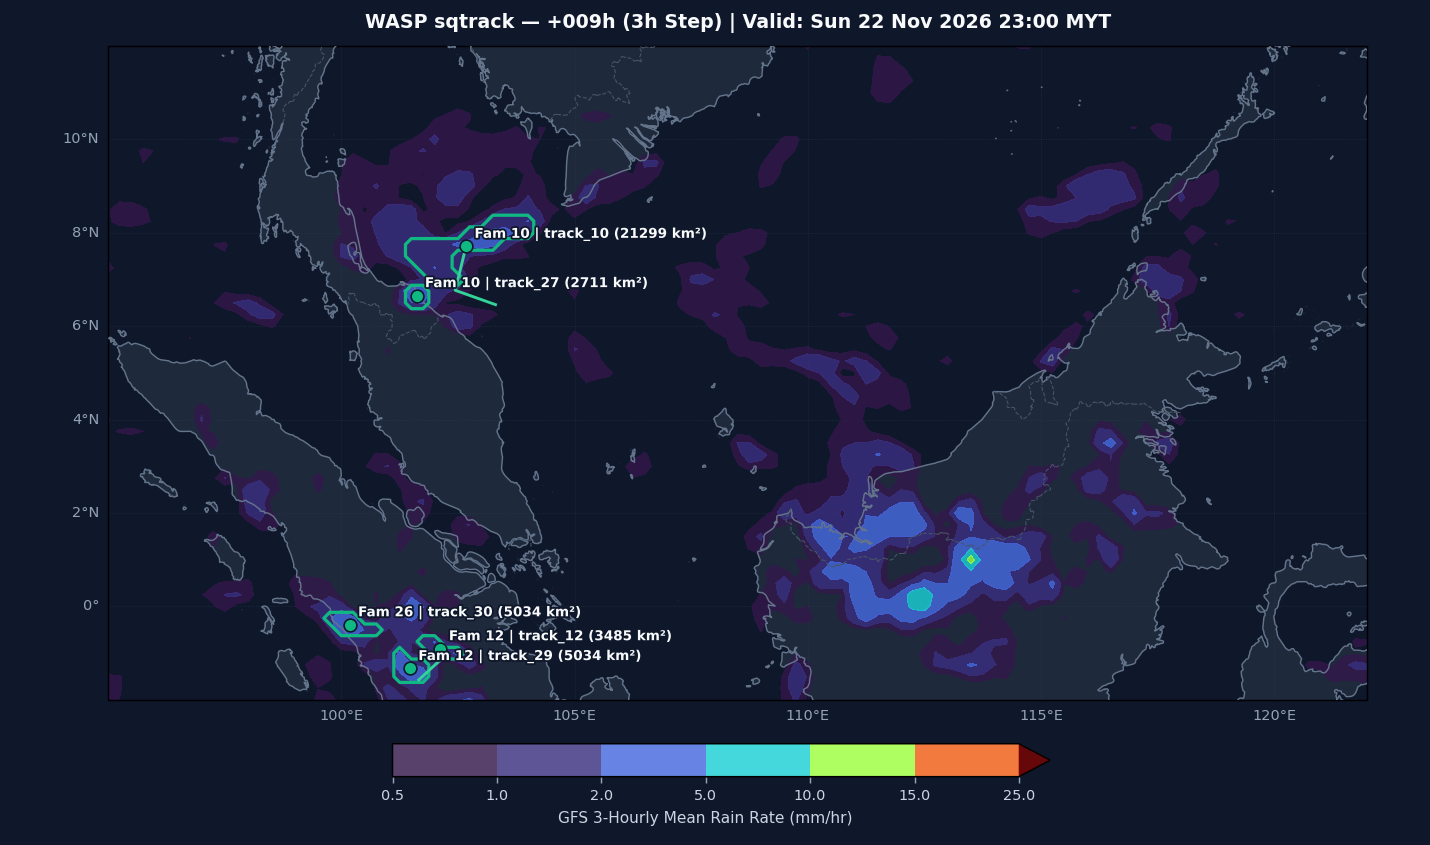 WASP sqtrack — +009h (3h Step) | Valid: Sun 22 Nov 2026 23:00 MYT
10°N
8°N
6°N
4°N
2°N
0°
Fam 10 | track_10 (21299 km²)
Fam 10 | track_27 (2711 km²)
Fam 26 | track_30 (5034 km²)
Fam 12 | track_12 (3485 km²)
Fam 12 | track_29 (5034 km²)
100°E 105°E 110°E 115°E 120°E
0.5 1.0 2.0 5.0 10.0 15.0 25.0
GFS 3-Hourly Mean Rain Rate (mm/hr)